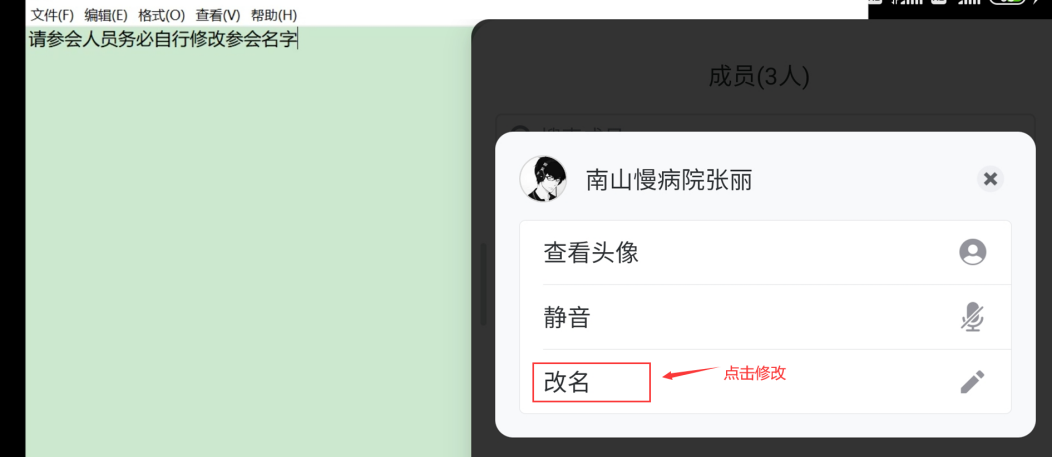 文件(F) 编辑(E) 格式(O) 查看(V) 帮助(H)
请参会人员务必自行修改参会名字
成员(3人)
南山慢病院张丽
查看头像
静音
改名
点击修改